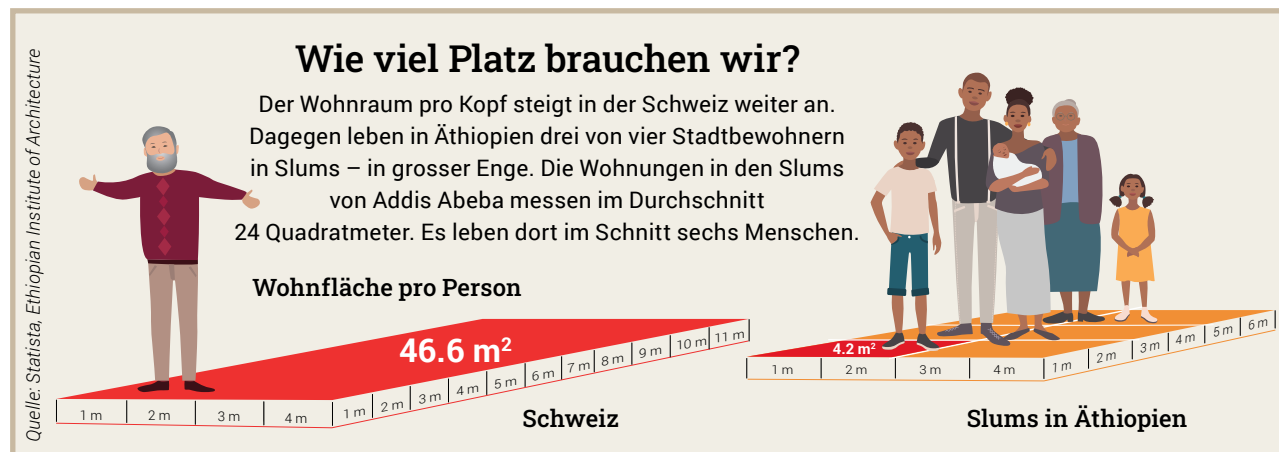 Wie viel Platz brauchen wir?
Der Wohnraum pro Kopf steigt in der Schweiz weiter an.
Dagegen leben in Äthiopien drei von vier Stadtbewohnern
in Slums – in grosser Enge. Die Wohnungen in den Slums
von Addis Abeba messen im Durchschnitt
24 Quadratmeter. Es leben dort im Schnitt sechs Menschen.
Wohnfläche pro Person
46.6 m²
1 m 2 m 3 m 4 m
1 m 2 m 3 m 4 m 5 m 6 m 7 m 8 m 9 m 10 m 11 m
Schweiz
4.2 m²
1 m 2 m 3 m 4 m
1 m 2 m 3 m 4 m 5 m 6 m
Slums in Äthiopien
Quelle: Statista, Ethiopian Institute of Architecture